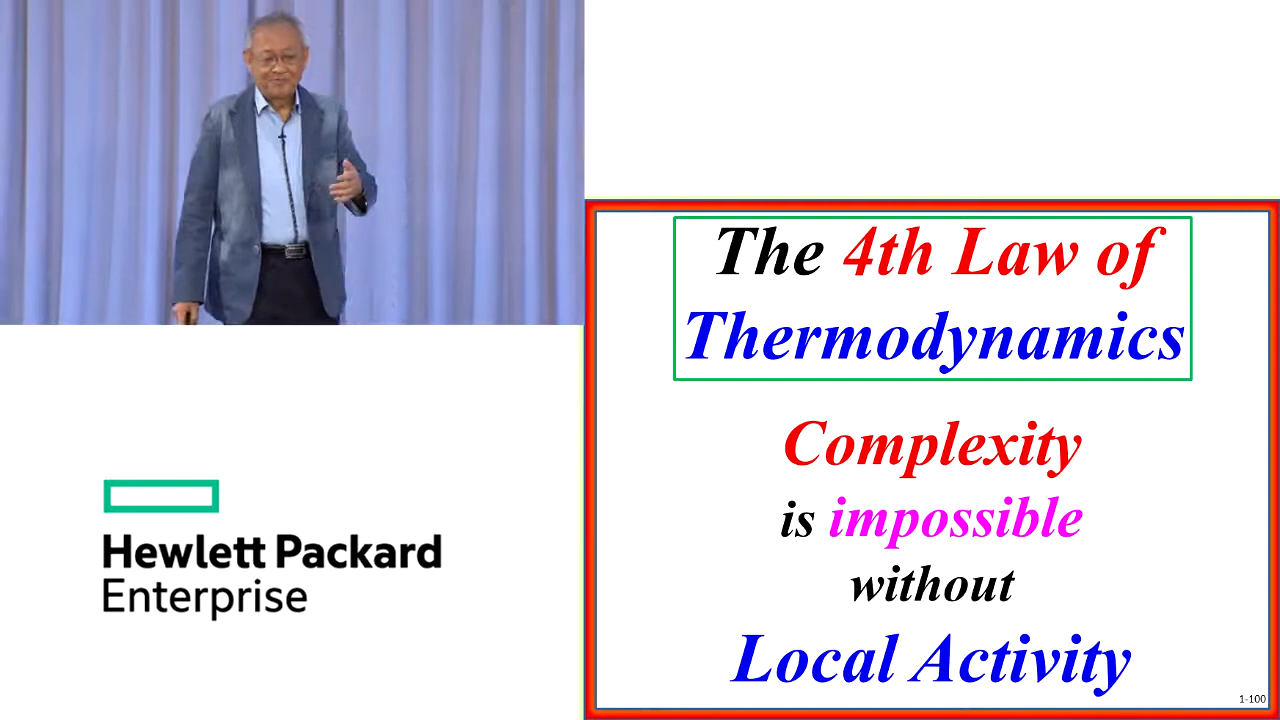 The 4th Law of
Thermodynamics
Complexity
is impossible
without
Local Activity
1-100
Hewlett Packard
Enterprise